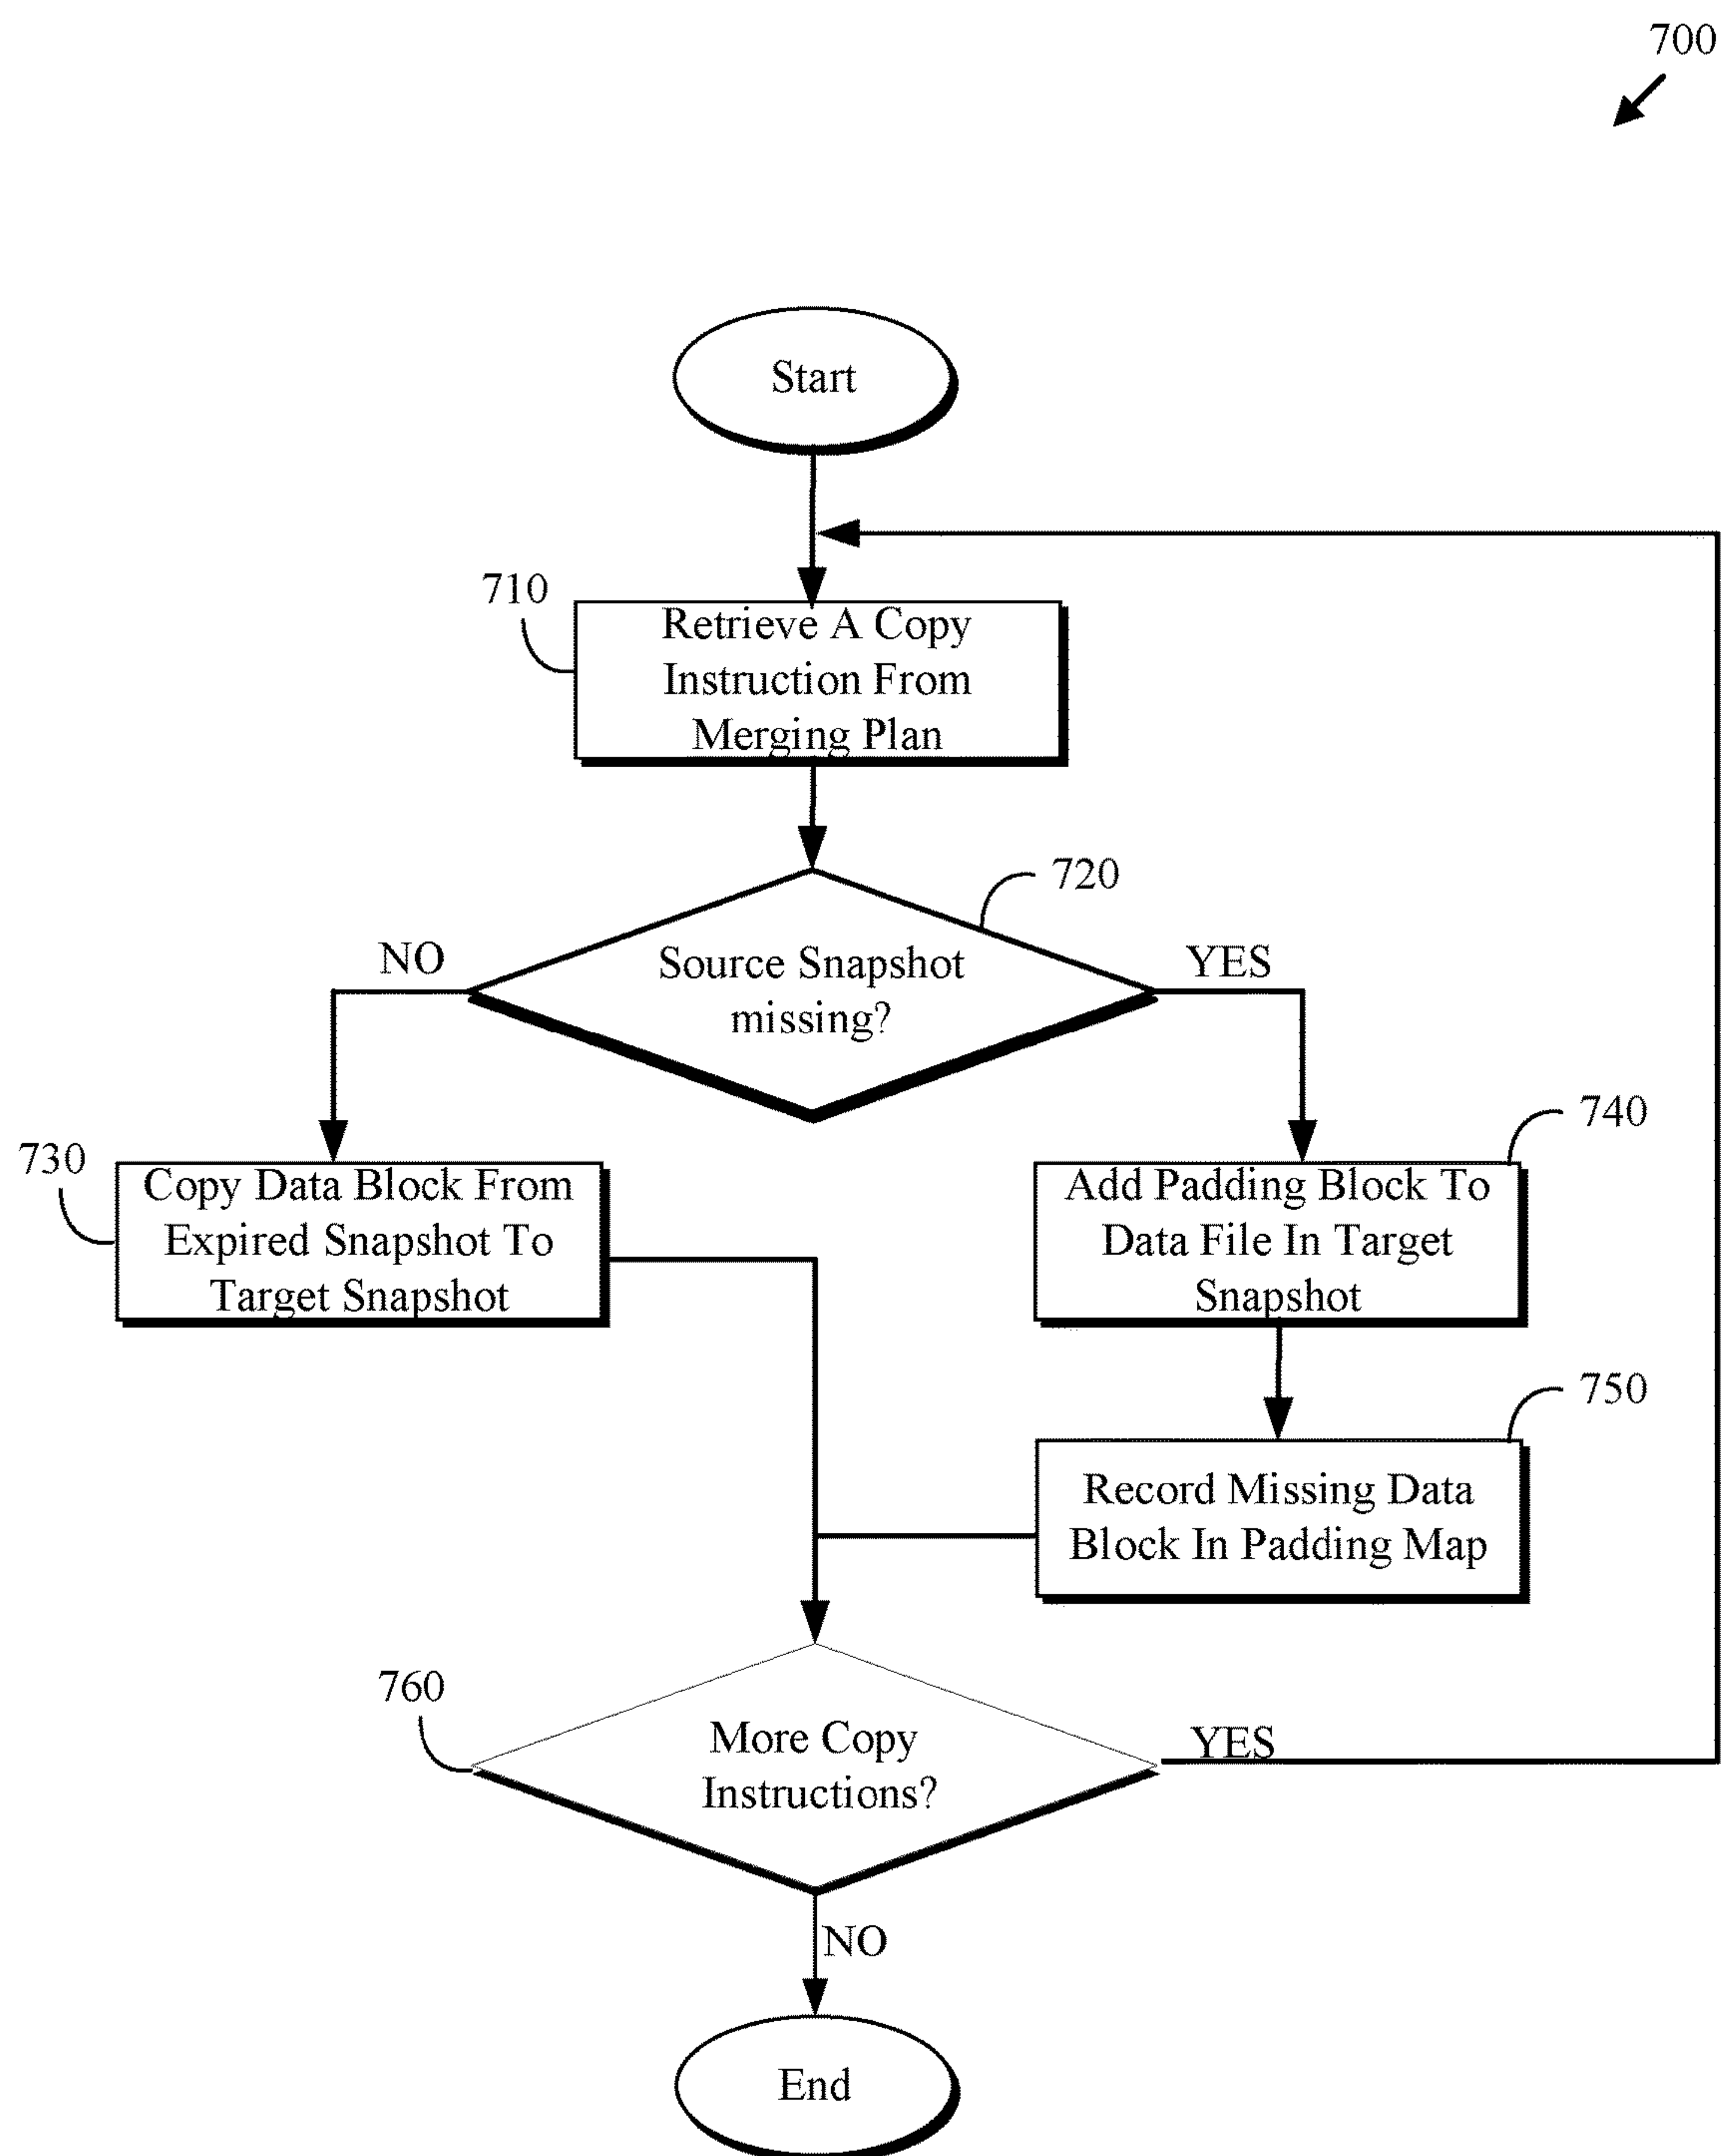 700
Start
710
Retrieve A Copy
Instruction From
Merging Plan
720
NO
Source Snapshot
missing?
YES
730
Copy Data Block From
Expired Snapshot To
Target Snapshot
740
Add Padding Block To
Data File In Target
Snapshot
750
Record Missing Data
Block In Padding Map
760
More Copy
Instructions?
YES
NO
End